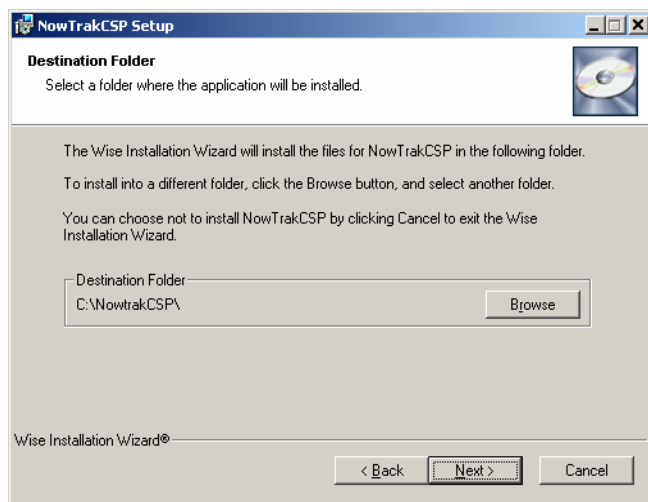 NowTrakCSP Setup
Destination Folder
Select a folder where the application will be installed.
The Wise Installation Wizard will install the files for NowTrakCSP in the following folder.
To install into a different folder, click the Browse button, and select another folder.
You can choose not to install NowTrakCSP by clicking Cancel to exit the Wise
Installation Wizard.
Destination Folder
C:\NowtrakCSP\
Browse
Wise Installation Wizard®
< Back
Next >
Cancel